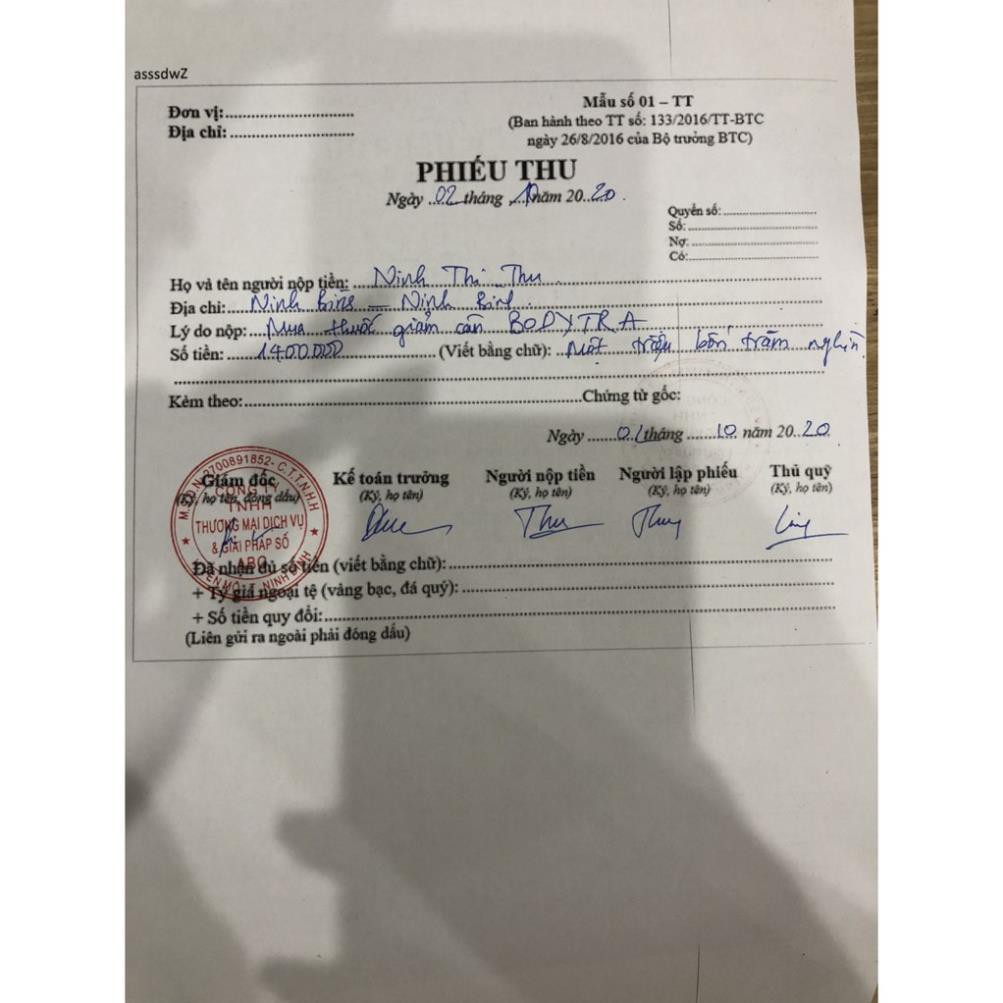 asssdwZ
Đơn vị:................................
Địa chỉ: ...............................
Mẫu số 01 – TT
(Ban hành theo TT số: 133/2016/TT-BTC
ngày 26/8/2016 của Bộ trưởng BTC)
PHIẾU THU
Ngày ..02 tháng ..10 năm 20..20.
Quyển số: ........................
Số: ........................
Nợ: ........................
Có: ........................
Họ và tên người nộp tiền: ....Ninh Thị Thu
Địa chỉ: ...Ninh Bình – Ninh Bình.
Lý do nộp: ...Mua thuốc giảm cân BODYTRA
Số tiền: .....1400.000 ................(Viết bằng chữ): ..Một triệu bốn trăm nghìn
Kèm theo:................................Chứng từ gốc:
Ngày .......02 tháng .......10 năm 20..20.
Giám đốc Kế toán trưởng Người nộp tiền Người lập phiếu Thủ quỹ
(Ký, họ tên, đóng dấu) (Ký, họ tên) (Ký, họ tên) (Ký, họ tên) (Ký, họ tên)
M.S.D.N:2700891852-C.T.T.N.H.H
CÔNG TY
TNHH
THƯƠNG MẠI DỊCH VỤ
& GIẢI PHÁP SỐ
ABO
Thu Thuy
Đã nhận đủ số tiền (viết bằng chữ): ................................
+ Tỷ giá ngoại tệ (vàng bạc, đá quý): ................................
+ Số tiền quy đổi: ................................
(Liên gửi ra ngoài phải đóng dấu)